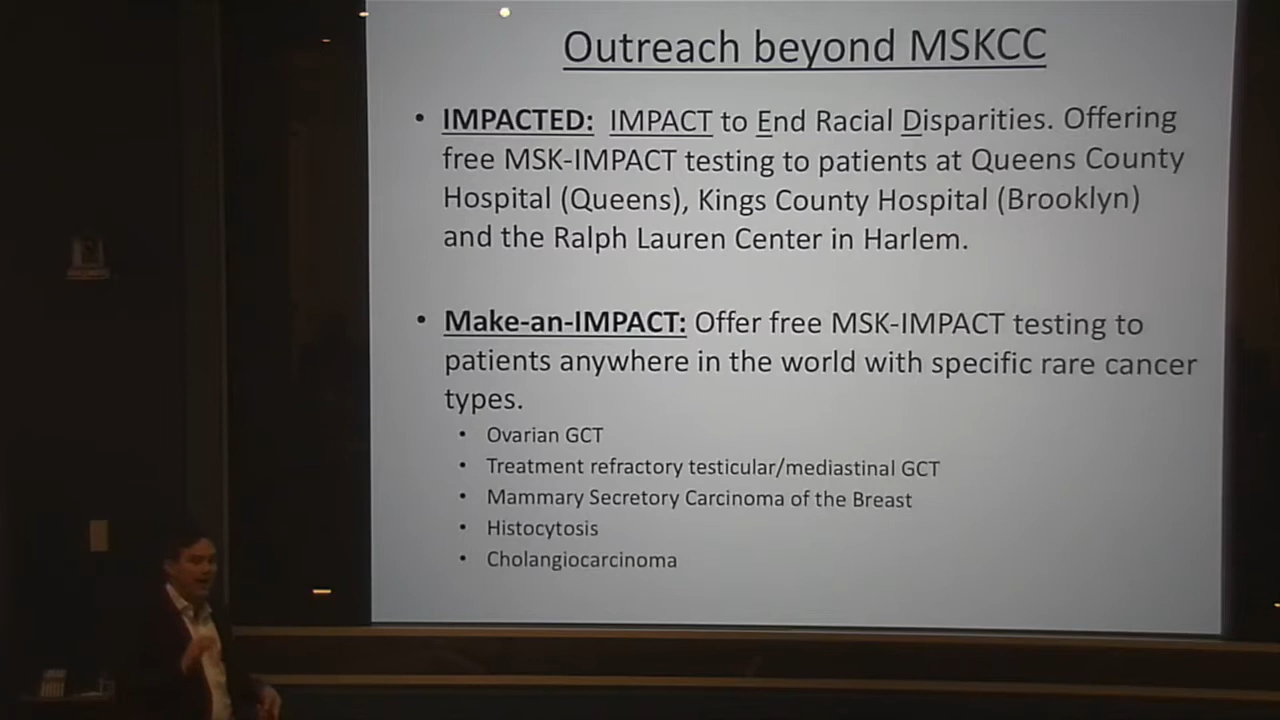 Outreach beyond MSKCC
• IMPACTED: IMPACT to End Racial Disparities. Offering
free MSK-IMPACT testing to patients at Queens County
Hospital (Queens), Kings County Hospital (Brooklyn)
and the Ralph Lauren Center in Harlem.
• Make-an-IMPACT: Offer free MSK-IMPACT testing to
patients anywhere in the world with specific rare cancer
types.
• Ovarian GCT
• Treatment refractory testicular/mediastinal GCT
• Mammary Secretory Carcinoma of the Breast
• Histocytosis
• Cholangiocarcinoma